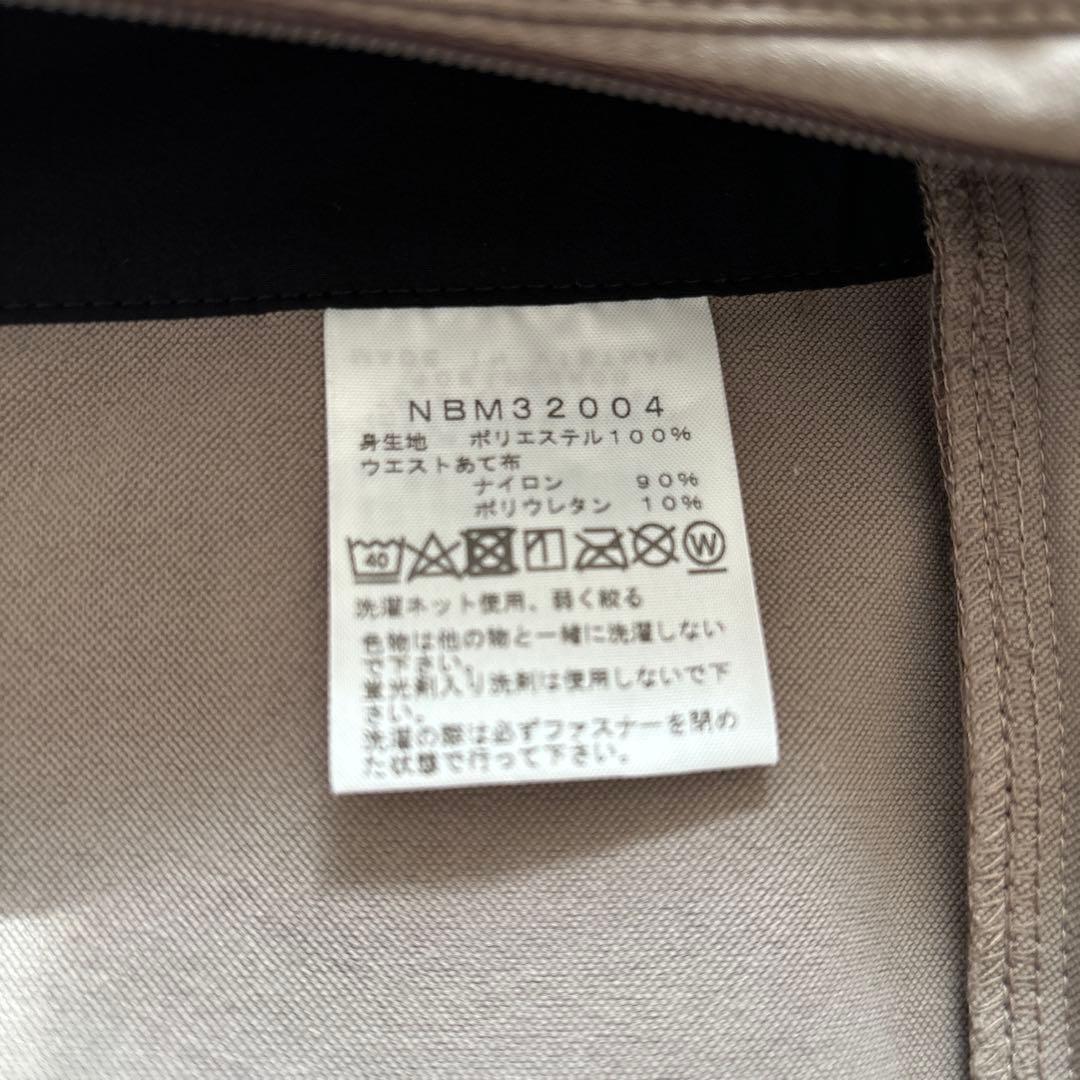 NBM32004
身生地 ポリエステル100%
ウエストあて布
ナイロン 90%
ポリウレタン 10%
40 W
洗濯ネット使用、弱く絞る
色物は他の物と一緒に洗濯しない
で下さい。
蛍光剤入り洗剤は使用しないで下
さい。
洗濯の際は必ずファスナーを閉め
た状態で行って下さい。